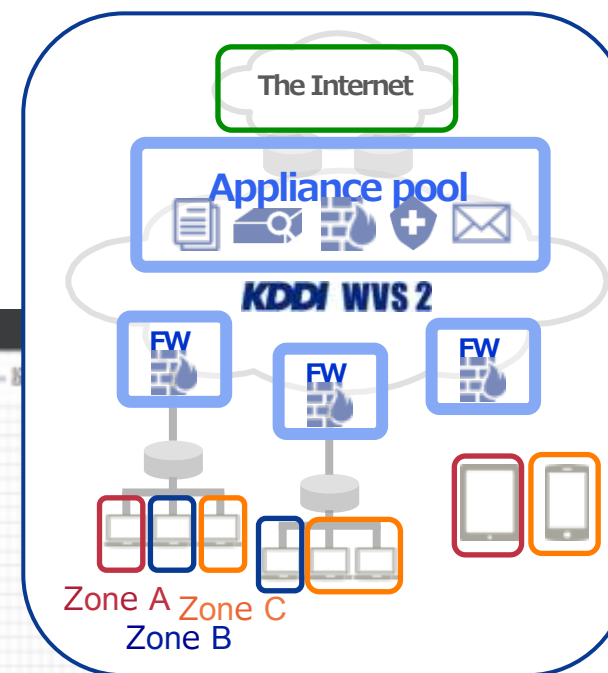 The Internet
Appliance pool
KDDI WVS 2
FW
FW
FW
Zone A
Zone C
Zone B